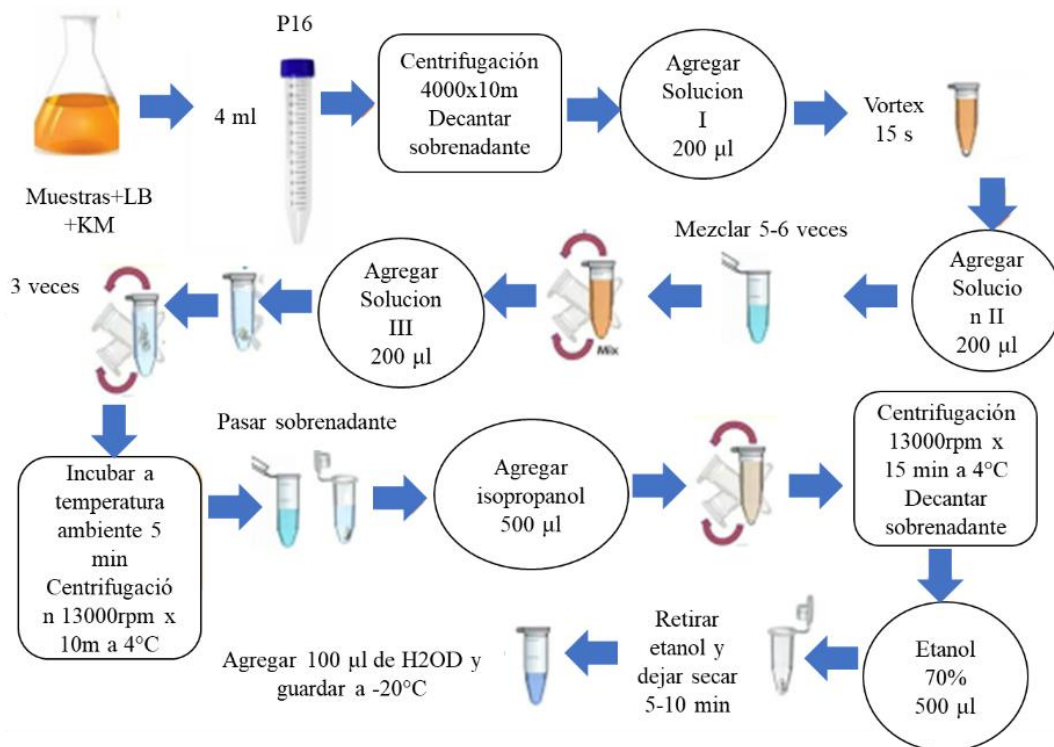 P16
4 ml
Muestras+LB
+KM
Centrifugación
4000x10m
Decantar
sobrenadante
Agregar
Solucion
I
200 µl
Vortex
15 s
Agregar
Solucio
n II
200 µl
Mezclar 5-6 veces
Mix
Agregar
Solucion
III
200 µl
3 veces
Incubar a
temperatura
ambiente 5
min
Centrifugació
n 13000rpm x
10m a 4°C
Pasar sobrenadante
Agregar
isopropanol
500 µl
Centrifugación
13000rpm x
15 min a 4°C
Decantar
sobrenadante
Etanol
70%
500 µl
Retirar
etanol y
dejar secar
5-10 min
Agregar 100 µl de H2OD y
guardar a -20°C